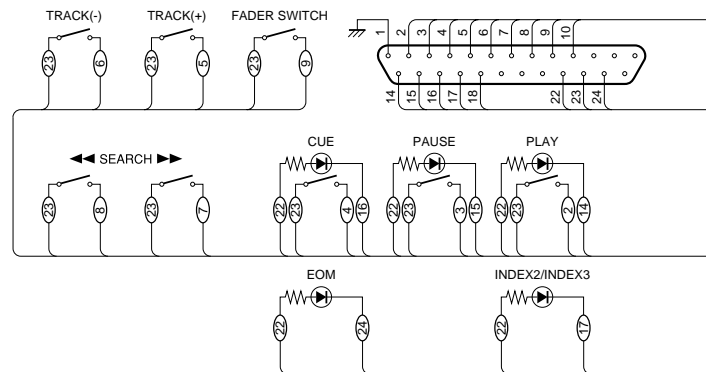 TRACK(-) TRACK(+) FADER SWITCH
1 2 3 4 5 6 7 8 9 10
23 6 23 5 23 9
14 15 16 17 18 22 23 24
CUE PAUSE PLAY
◀◀ SEARCH ▶▶
23 8 23 7 22 23 4 16 22 23 3 15 22 23 2 14
EOM INDEX2/INDEX3
22 24 22 17